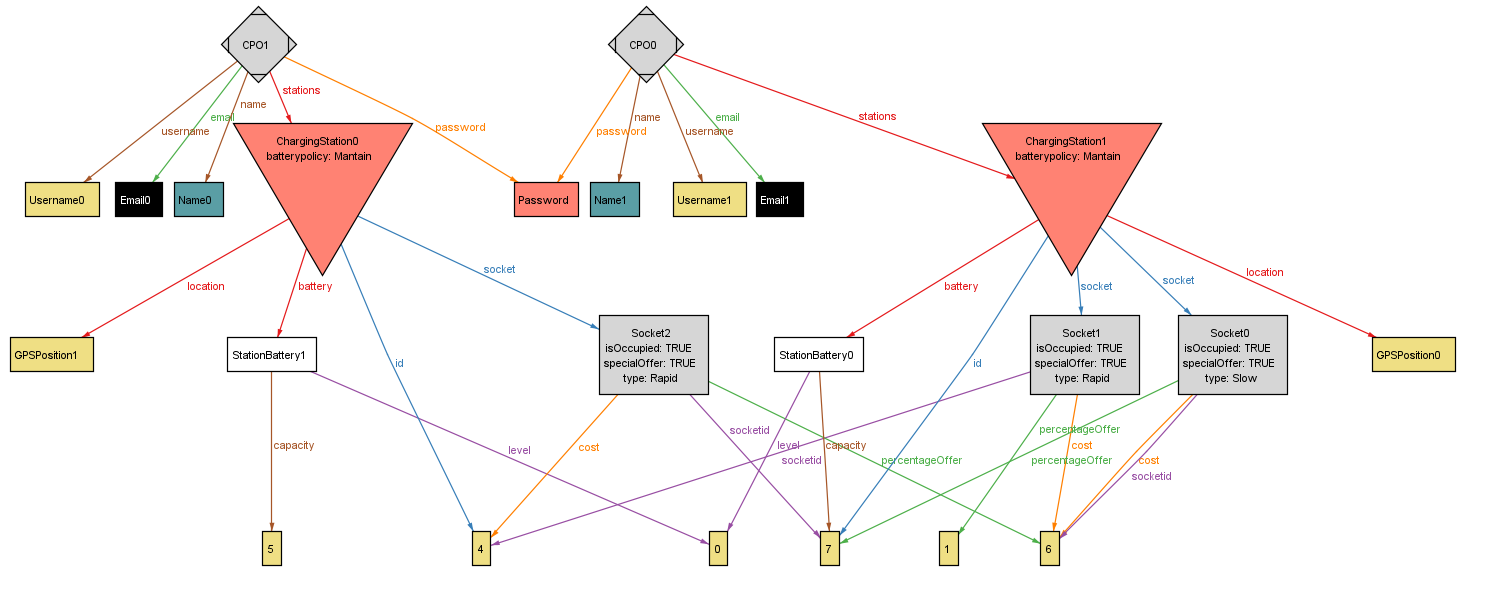 CPO1
CPO0
stations
name
email
username
password
password
name
username
email
stations
ChargingStation0
batterypolicy: Mantain
ChargingStation1
batterypolicy: Mantain
Username0
Email0
Name0
Password
Name1
Username1
Email1
location
battery
id
socket
battery
id
socket
socket
location
GPSPosition1
StationBattery1
Socket2
isOccupied: TRUE
specialOffer: TRUE
type: Rapid
StationBattery0
Socket1
isOccupied: TRUE
specialOffer: TRUE
type: Rapid
Socket0
isOccupied: TRUE
specialOffer: TRUE
type: Slow
GPSPosition0
capacity
level
cost
socketid
level
socketid
capacity
percentageOffer
percentageOffer
cost
percentageOffer
cost
socketid
5
4
0
7
1
6